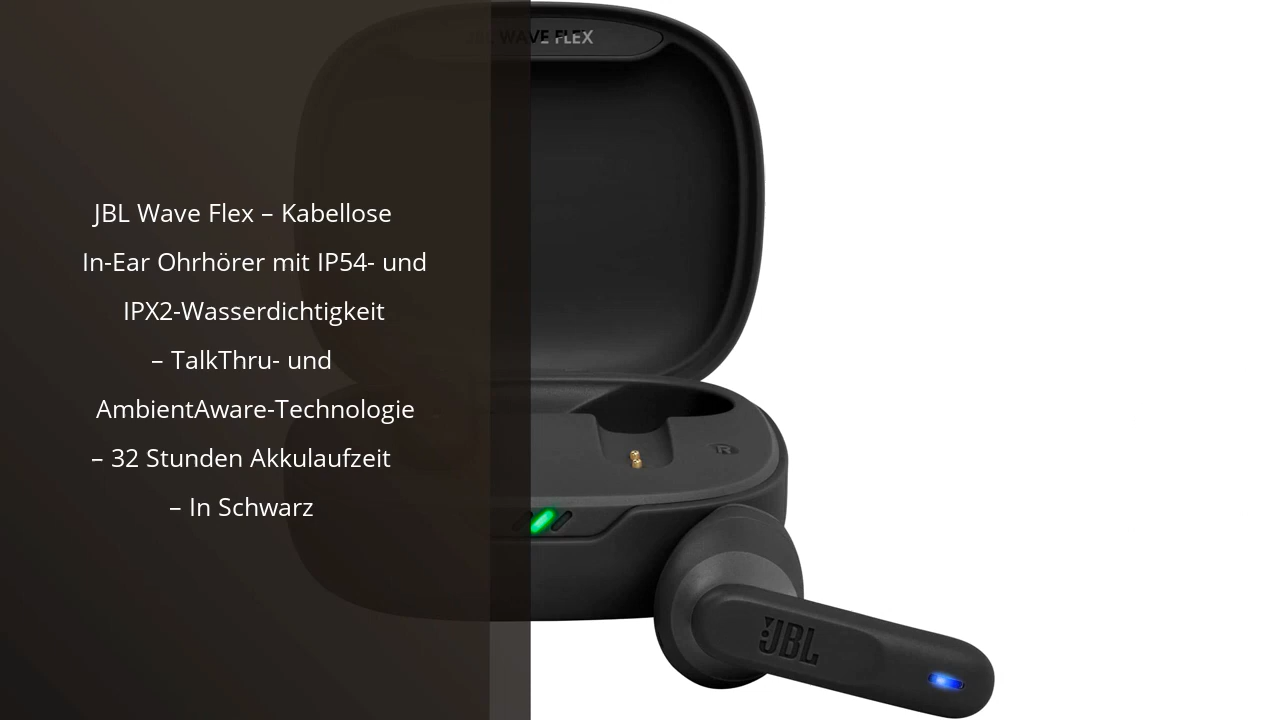 JBL WAVE FLEX
JBL Wave Flex – Kabellose
In-Ear Ohrhörer mit IP54- und
IPX2-Wasserdichtigkeit
– TalkThru- und
AmbientAware-Technologie
– 32 Stunden Akkulaufzeit
– In Schwarz
R
JBL